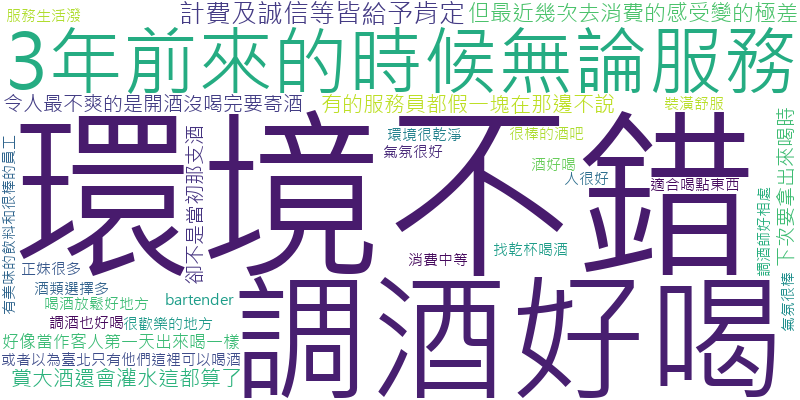 服務生活潑
計費及誠信等皆給予肯定
但最近幾次去消費的感受變的極差
3年前來的時候無論服務
令人最不爽的是開酒沒喝完要寄酒
有的服務員都假一塊在那邊不說
裝潢舒服
環境不錯
環境很乾淨
很棒的酒吧
氣氛很好
酒好喝
人很好
適合喝點東西
卻不是當初那支酒
有美味的飲料和很棒的員工
下次要拿出來喝時
調酒師好相處
氣氛很棒
找乾杯喝酒
消費中等
正妹很多
酒類選擇多
喝酒放鬆好地方
bartender
調酒也好喝
很歡樂的地方
調酒好喝
好像當作客人第一天出來喝一樣
或者以為臺北只有他們這裡可以喝酒
賞大酒還會灌水這都算了